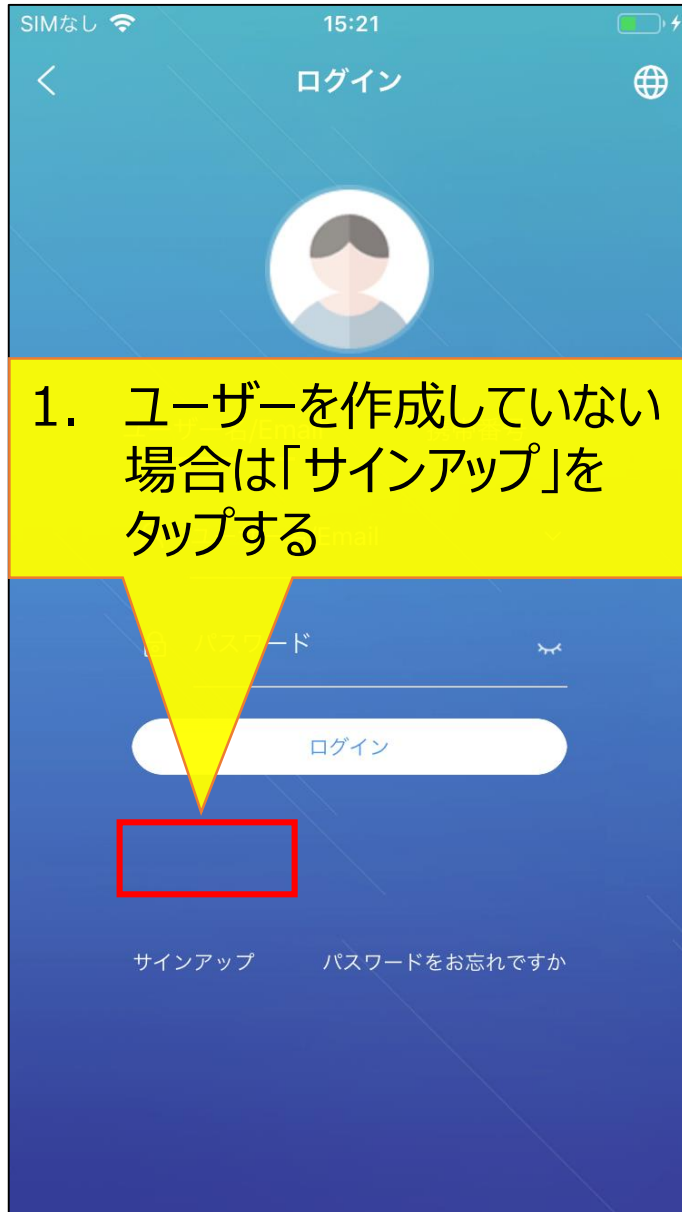 SIMなし 15:21
ログイン
1. ユーザーを作成していない
場合は「サインアップ」を
タップする
Email
パスワード
ログイン
サインアップ パスワードをお忘れですか